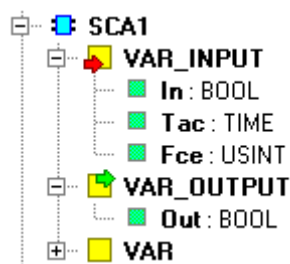 SCA1
VAR_INPUT
In : BOOL
Tac : TIME
Fce : USINT
VAR_OUTPUT
Out : BOOL
VAR